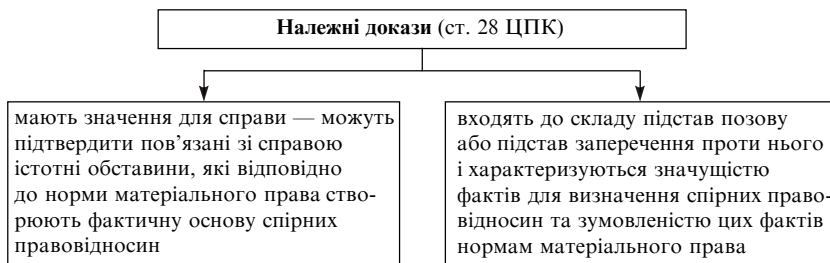 Належні докази (ст. 28 ЦПК)
мають значення для справи — можуть
підтвердити пов’язані зі справою
істотні обставини, які відповідно
до норми матеріального права ство-
рюють фактичну основу спірних
правовідносин
входять до складу підстав позову
або підстав заперечення проти нього
і характеризуються значущістю
фактів для визначення спірних право-
відносин та зумовленістю цих фактів
нормам матеріального права